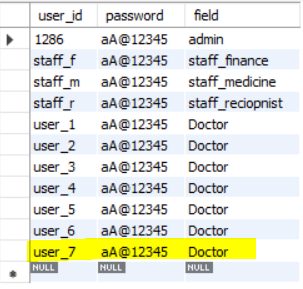 user_id password field
1286 aA@12345 admin
staff_f aA@12345 staff_finance
staff_m aA@12345 staff_medicine
staff_r aA@12345 staff_reciopnist
user_1 aA@12345 Doctor
user_2 aA@12345 Doctor
user_3 aA@12345 Doctor
user_4 aA@12345 Doctor
user_5 aA@12345 Doctor
user_6 aA@12345 Doctor
user_7 aA@12345 Doctor
NULL NULL NULL